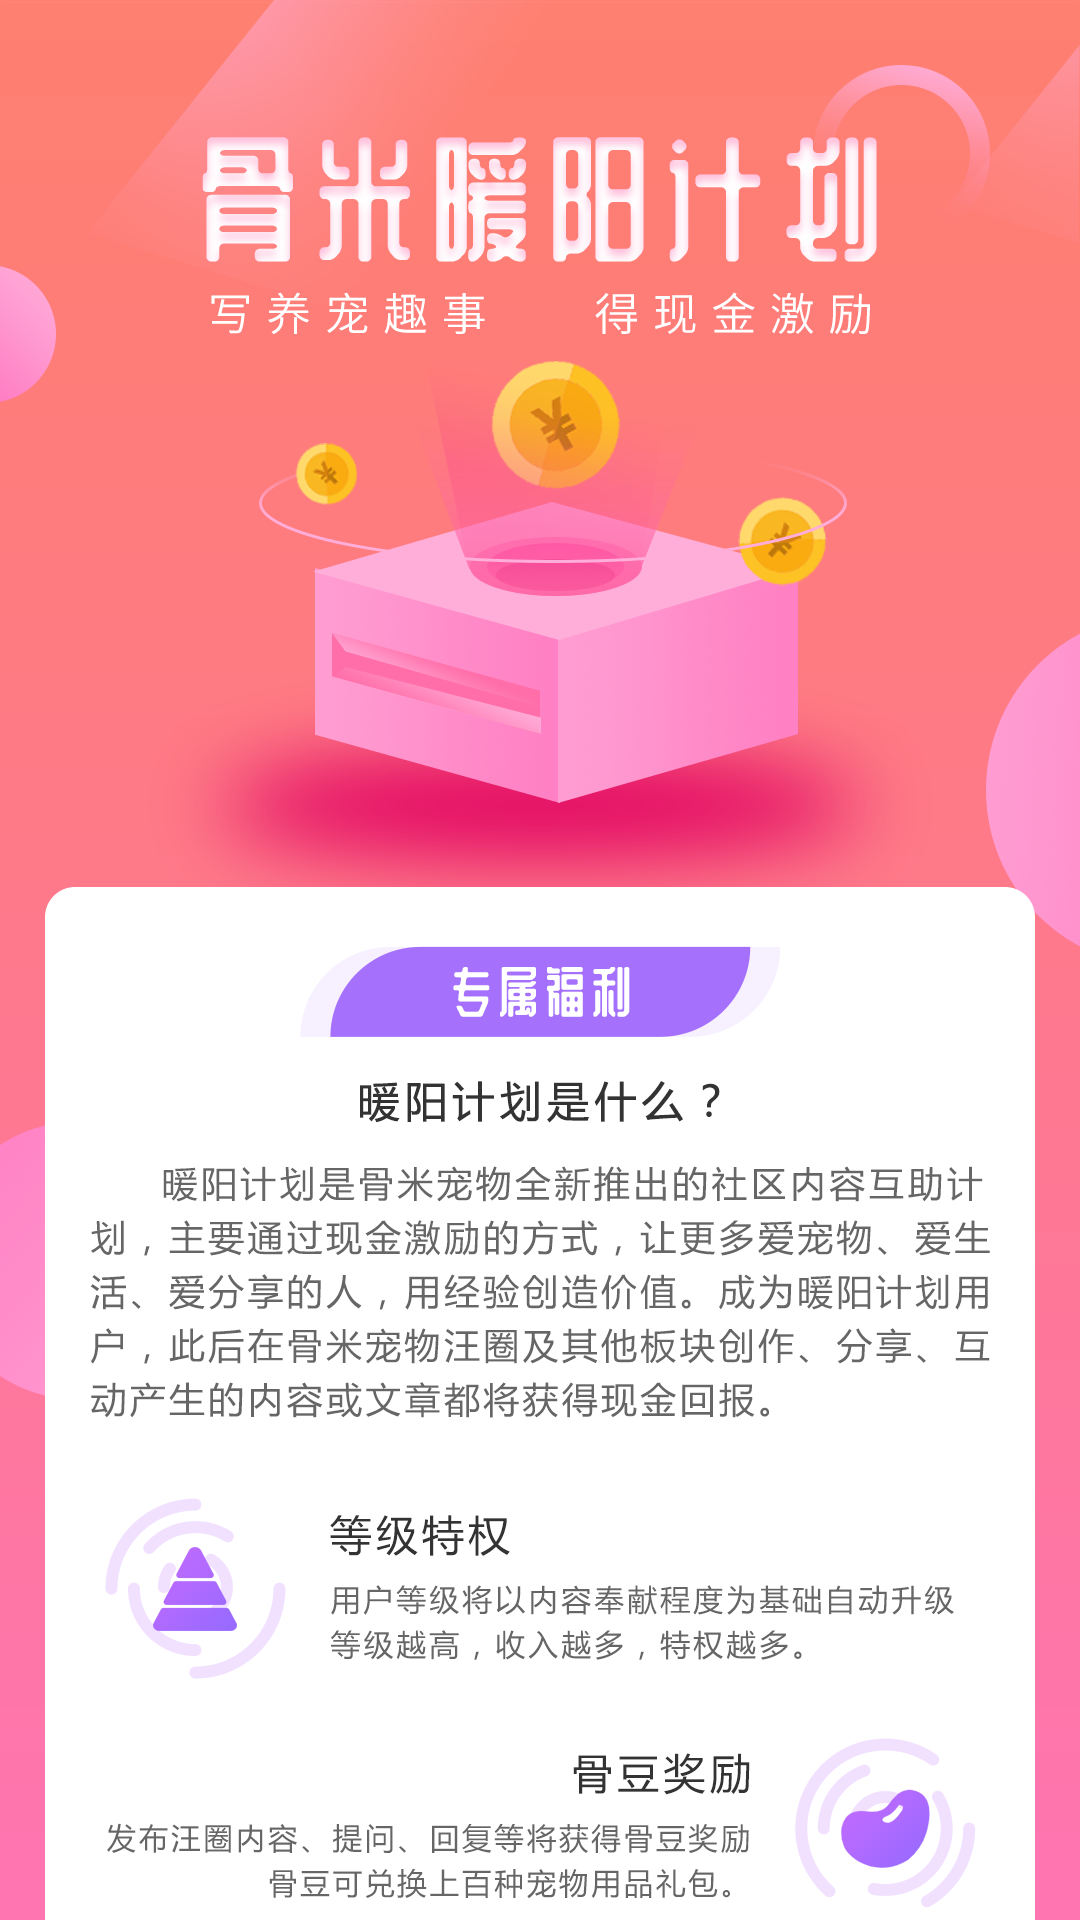 骨米暖阳计划
写养宠趣事 得现金激励
专属福利
暖阳计划是什么？
暖阳计划是骨米宠物全新推出的社区内容互助计
划，主要通过现金激励的方式，让更多爱宠物、爱生
活、爱分享的人，用经验创造价值。成为暖阳计划用
户，此后在骨米宠物汪圈及其他板块创作、分享、互
动产生的内容或文章都将获得现金回报。
等级特权
用户等级将以内容奉献程度为基础自动升级
等级越高，收入越多，特权越多。
骨豆奖励
发布汪圈内容、提问、回复等将获得骨豆奖励
骨豆可兑换上百种宠物用品礼包。